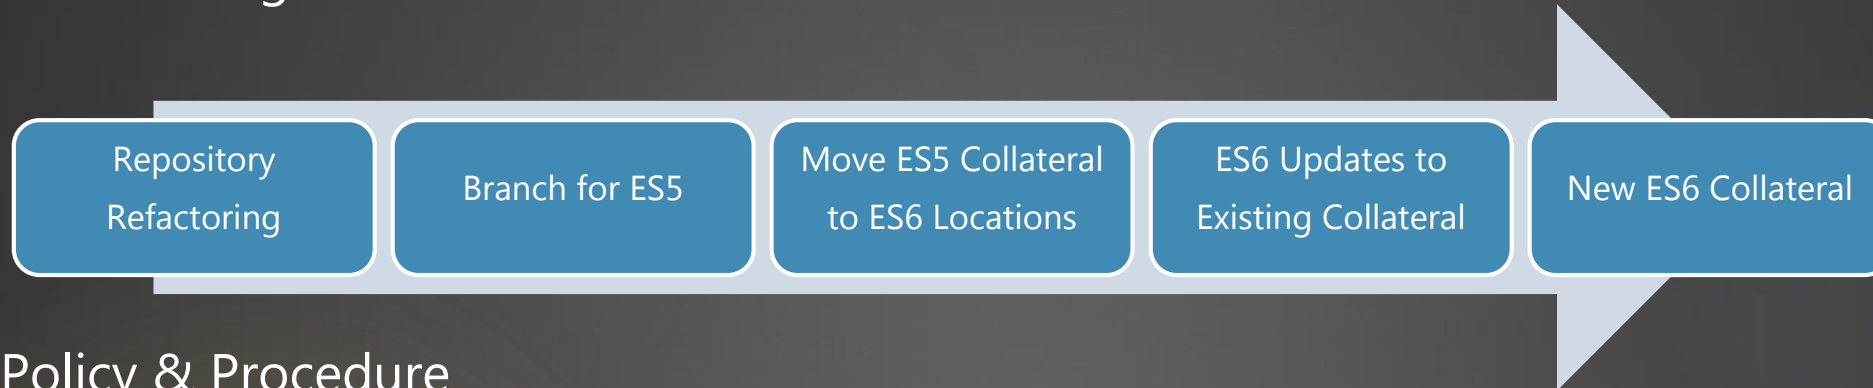 Repository
Refactoring
Branch for ES5
Move ES5 Collateral
to ES6 Locations
ES6 Updates to
Existing Collateral
New ES6 Collateral
Policy & Procedure